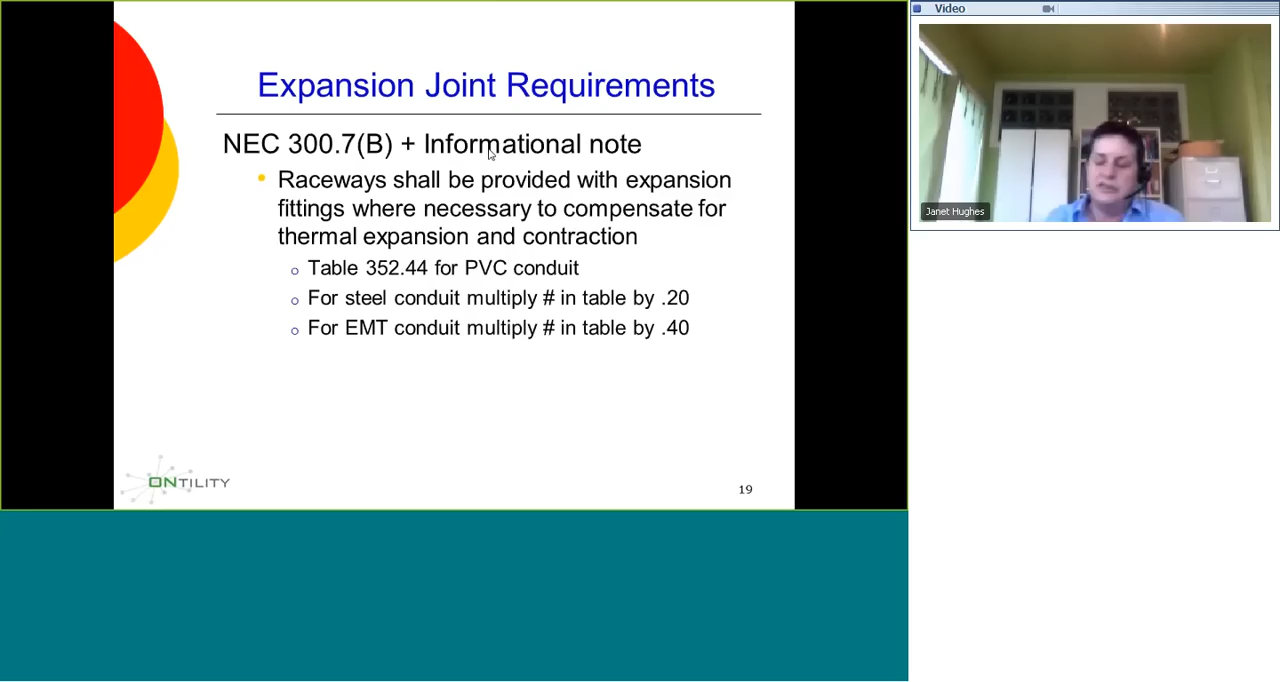 Expansion Joint Requirements
NEC 300.7(B) + Informational note
Raceways shall be provided with expansion
fittings where necessary to compensate for
thermal expansion and contraction
Table 352.44 for PVC conduit
For steel conduit multiply # in table by .20
For EMT conduit multiply # in table by .40
ONTILITY
19
Video
Janet Hughes